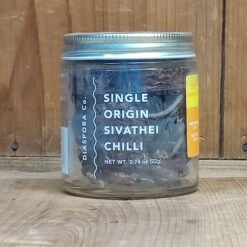 DIASPORA Co.
SINGLE
ORIGIN
SIVATHEI
CHILLI
NET WT. 0.78 oz (22g)